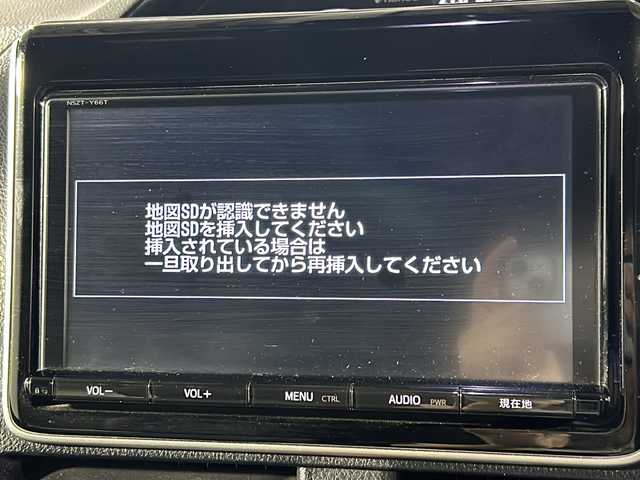 NSZT-Y66T
地図SDが認識できません
地図SDを挿入してください
挿入されている場合は
一旦取り出してから再挿入してください
VOL−
VOL+
MENU CTRL
AUDIO PWR
現在地